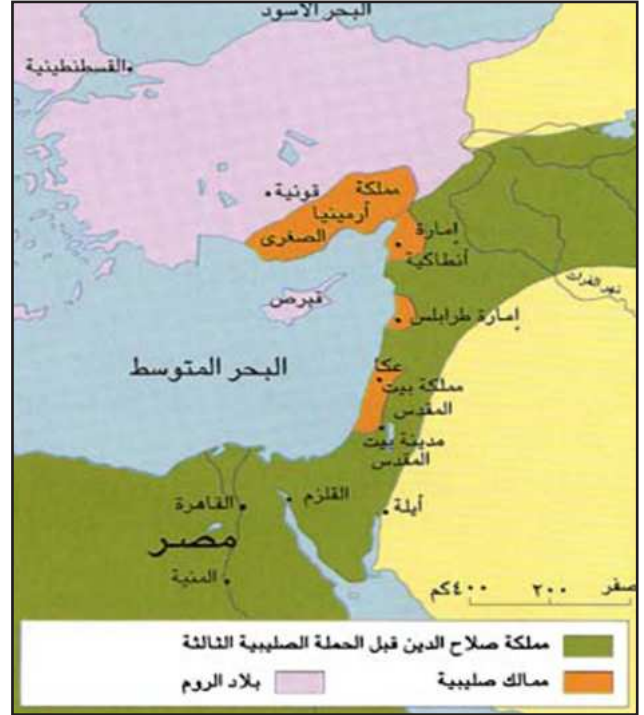 البحر الأسود
القسطنطينية
قونية
مملكة
أرمينيا
الصغرى
إمارة
أنطاكية
نهر الفرات
قبرص
إمارة طرابلس
البحر المتوسط
عكا
مملكة بيت
المقدس
مدينة بيت
المقدس
القلزم
أيلة
القاهرة
مصر
المنية
صفر ٢٠٠ ٤٠٠ كم
مملكة صلاح الدين قبل الحملة الصليبية الثالثة
ممالك صليبية
بلاد الروم